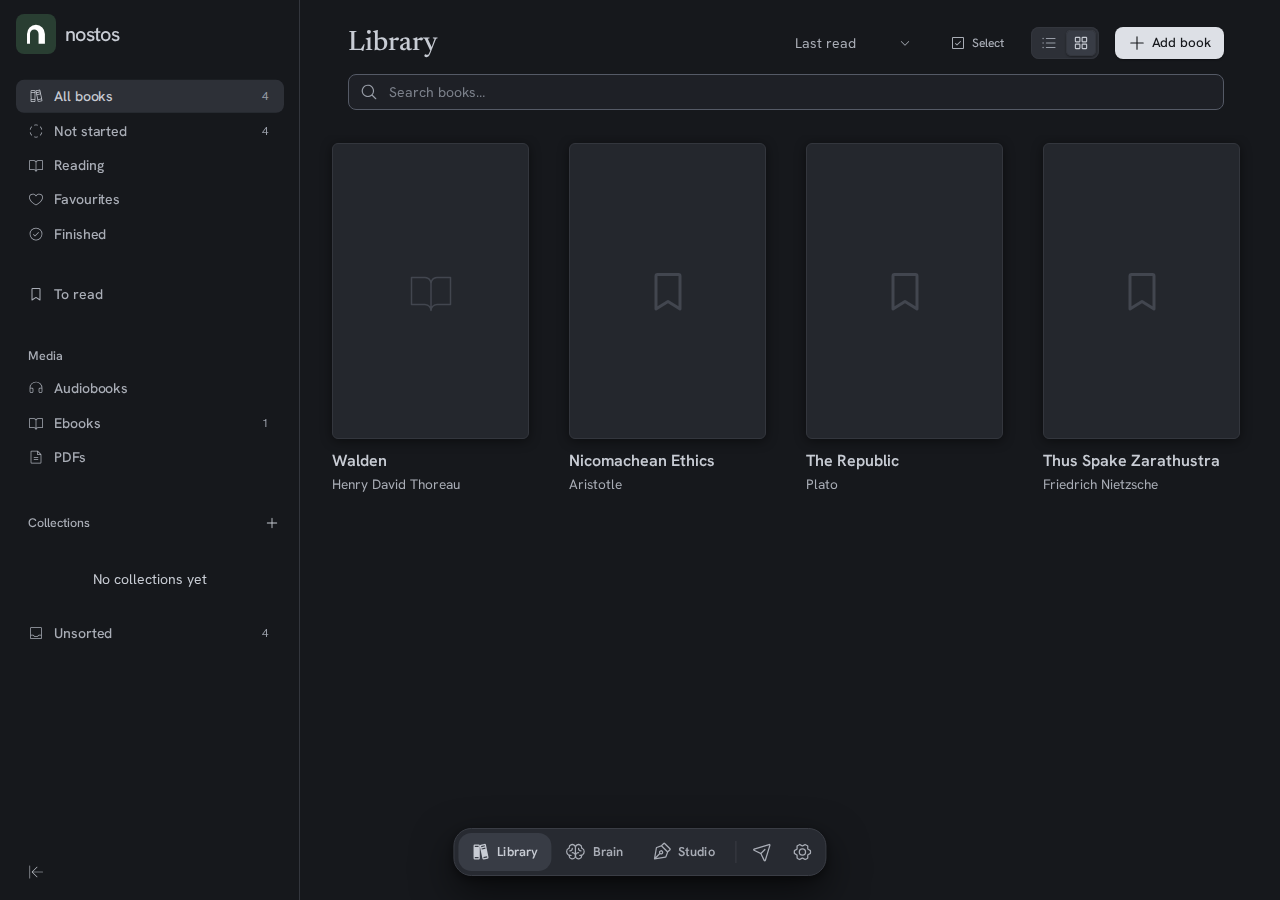 nostos
All books 4
Not started 4
Reading
Favourites
Finished
To read
Media
Audiobooks
Ebooks 1
PDFs
Collections
No collections yet
Unsorted 4
Library
Last read
Select
Add book
Search books...
Walden
Henry David Thoreau
Nicomachean Ethics
Aristotle
The Republic
Plato
Thus Spake Zarathustra
Friedrich Nietzsche
Library
Brain
Studio